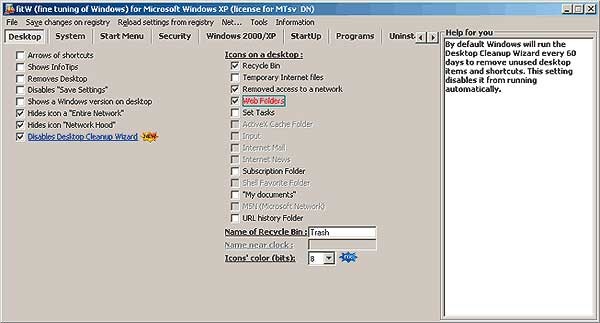 fitW (fine tuning of Windows) for Microsoft Windows XP (license for MTsv_DN)
File Save changes on registry Reload settings from registry Net... Tools Information
Desktop System Start Menu Security Windows 2000/XP StartUp Programs Uninst
Help for you
By default Windows will run the
Desktop Cleanup Wizard every 60
days to remove unused desktop
items and shortcuts. This setting
disables it from running
automatically.
Arrows of shortcuts
Shows InfoTips
Removes Desktop
Disables "Save Settings"
Shows a Windows version on desktop
Hides icon a "Entire Network"
Hides icon "Network Hood"
Disables Desktop Cleanup Wizard NEW
Icons on a desktop :
Recycle Bin
Temporary Internet files
Removed access to a network
Web Folders
Set Tasks
ActiveX Cache Folder
Input
Internet Mail
Internet News
Subscription Folder
Shell Favorite Folder
"My documents"
MSN (Microsoft Network)
URL history Folder
Name of Recycle Bin : Trash
Name near clock :
Icons' color (bits): 8